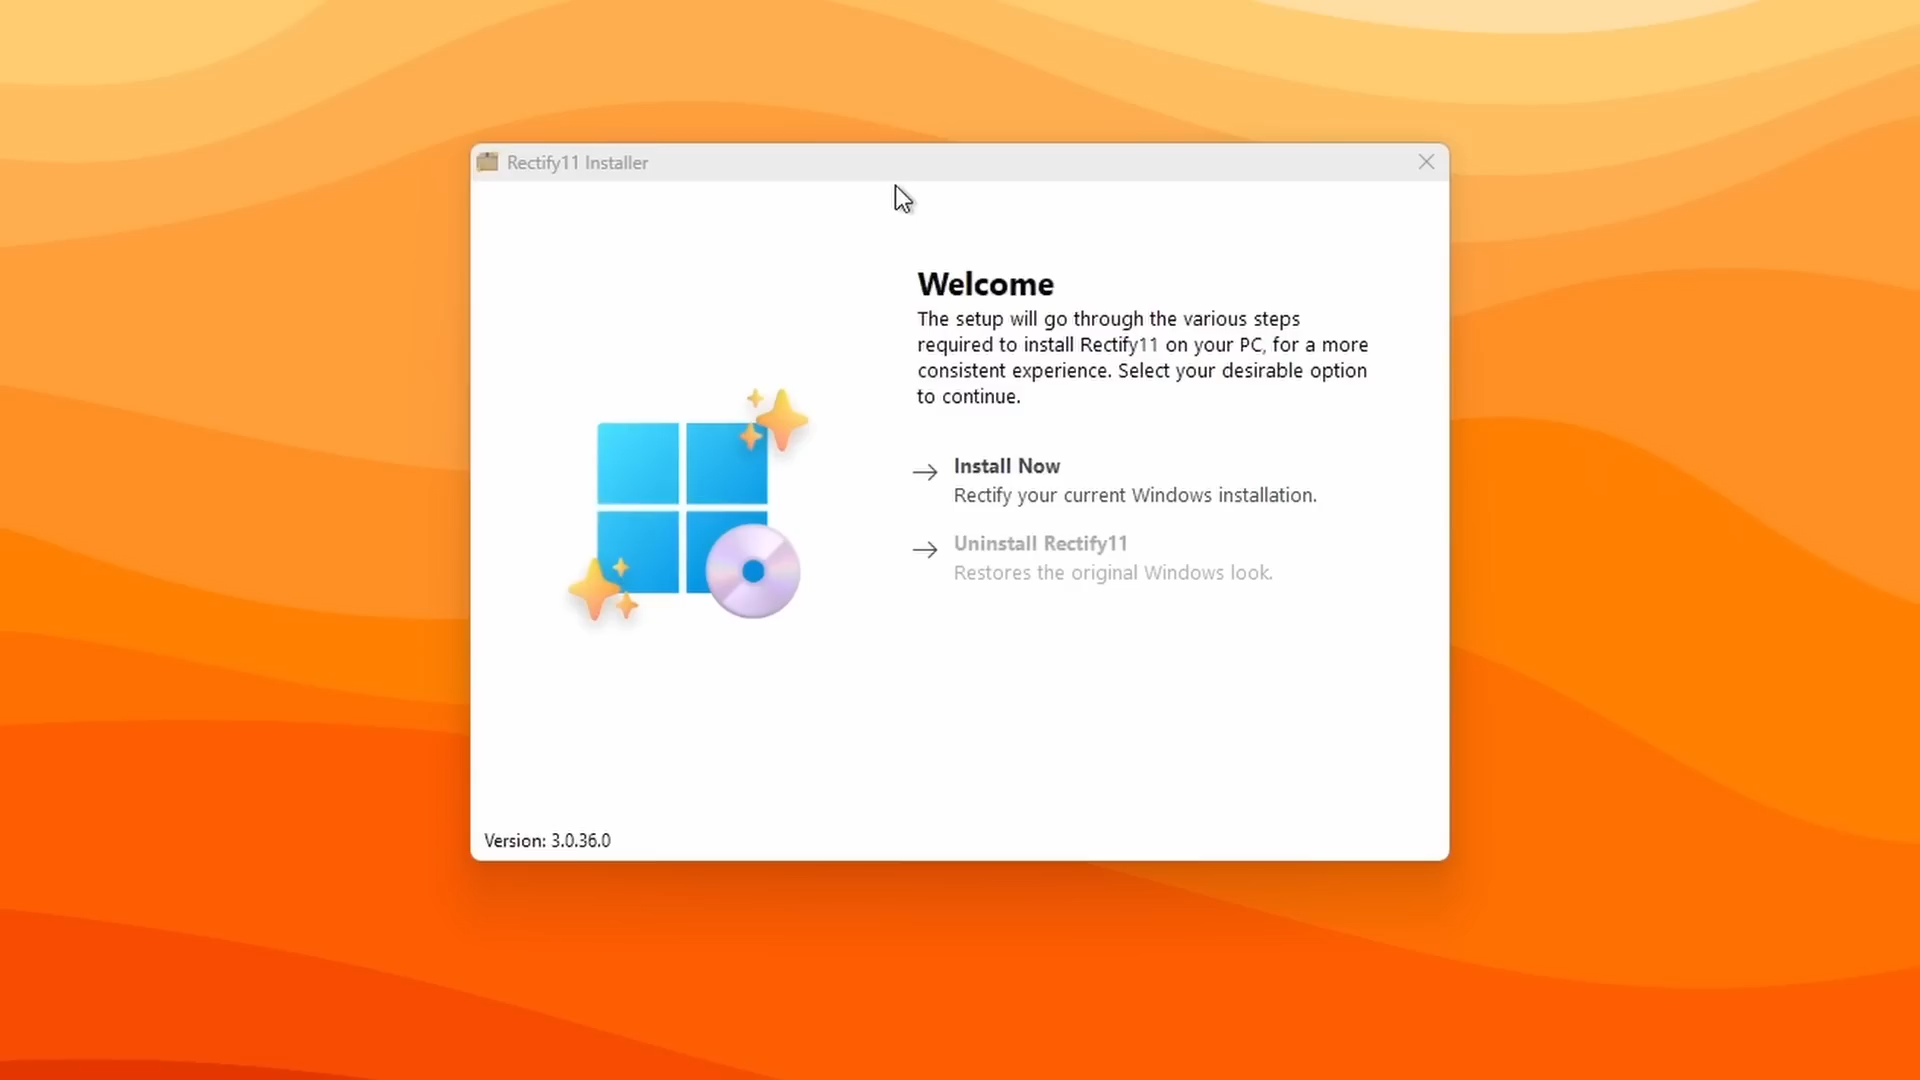 Rectify11 Installer
Welcome
The setup will go through the various steps
required to install Rectify11 on your PC, for a more
consistent experience. Select your desirable option
to continue.
Install Now
Rectify your current Windows installation.
Uninstall Rectify11
Restores the original Windows look.
Version: 3.0.36.0